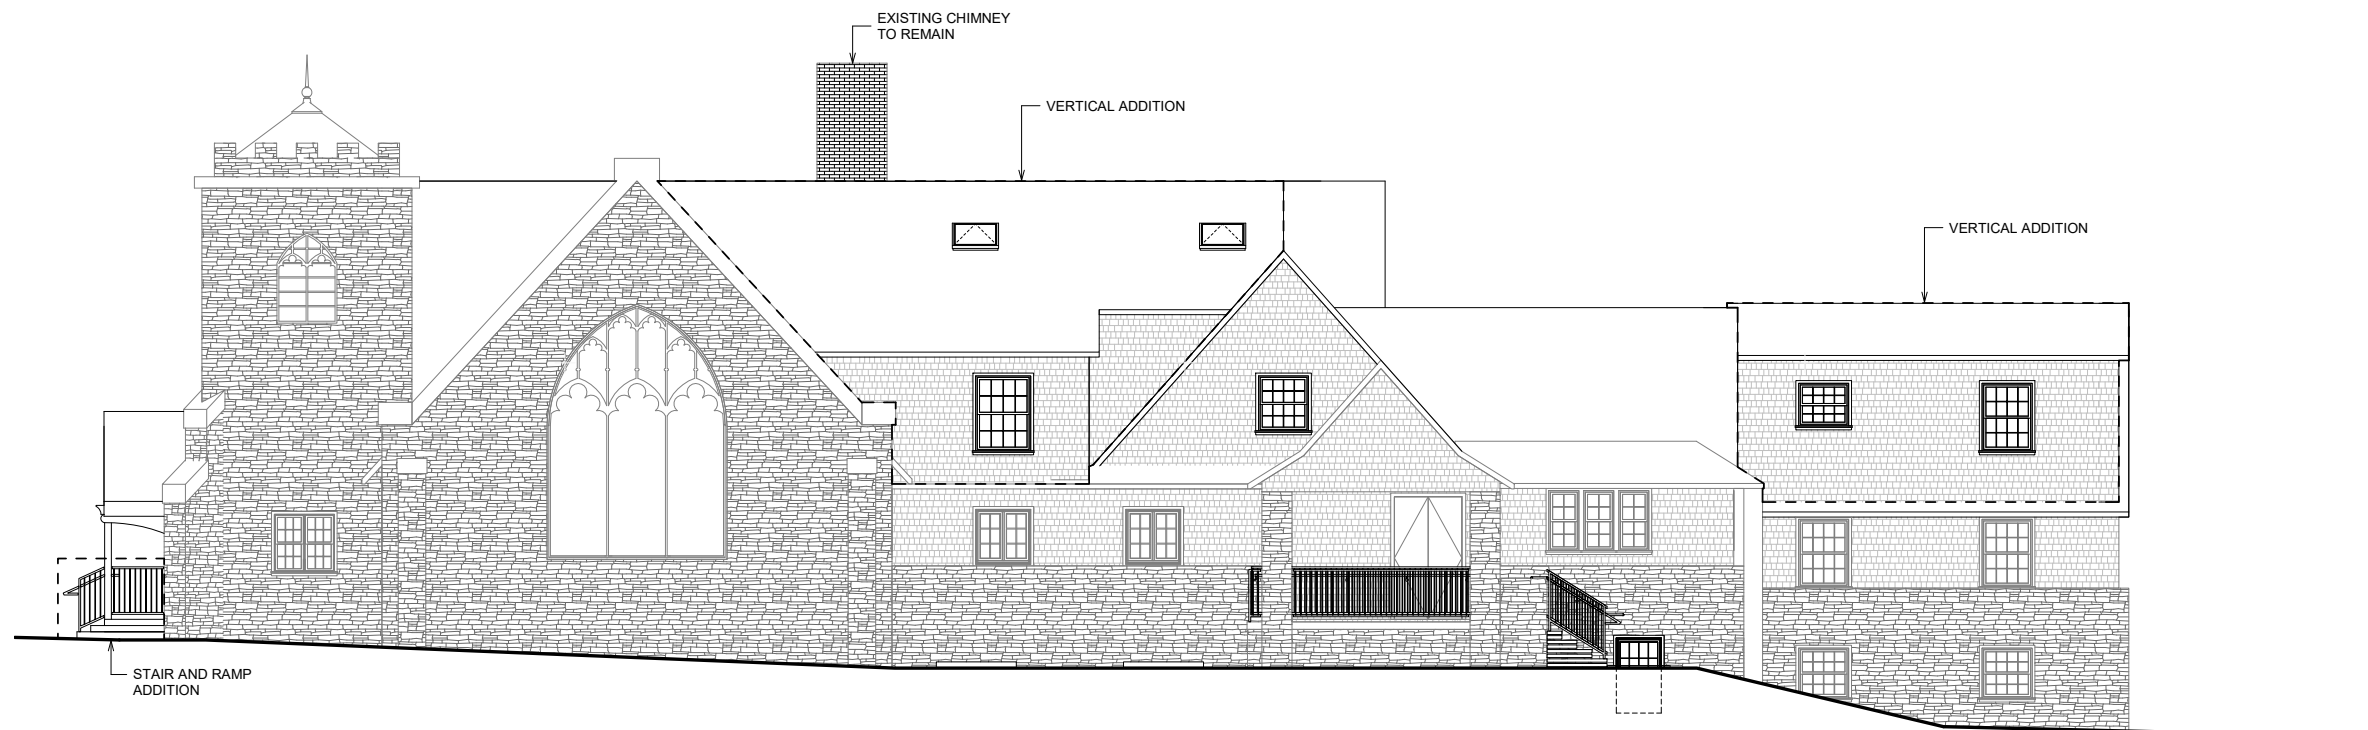 EXISTING CHIMNEY
TO REMAIN
VERTICAL ADDITION
VERTICAL ADDITION
STAIR AND RAMP
ADDITION